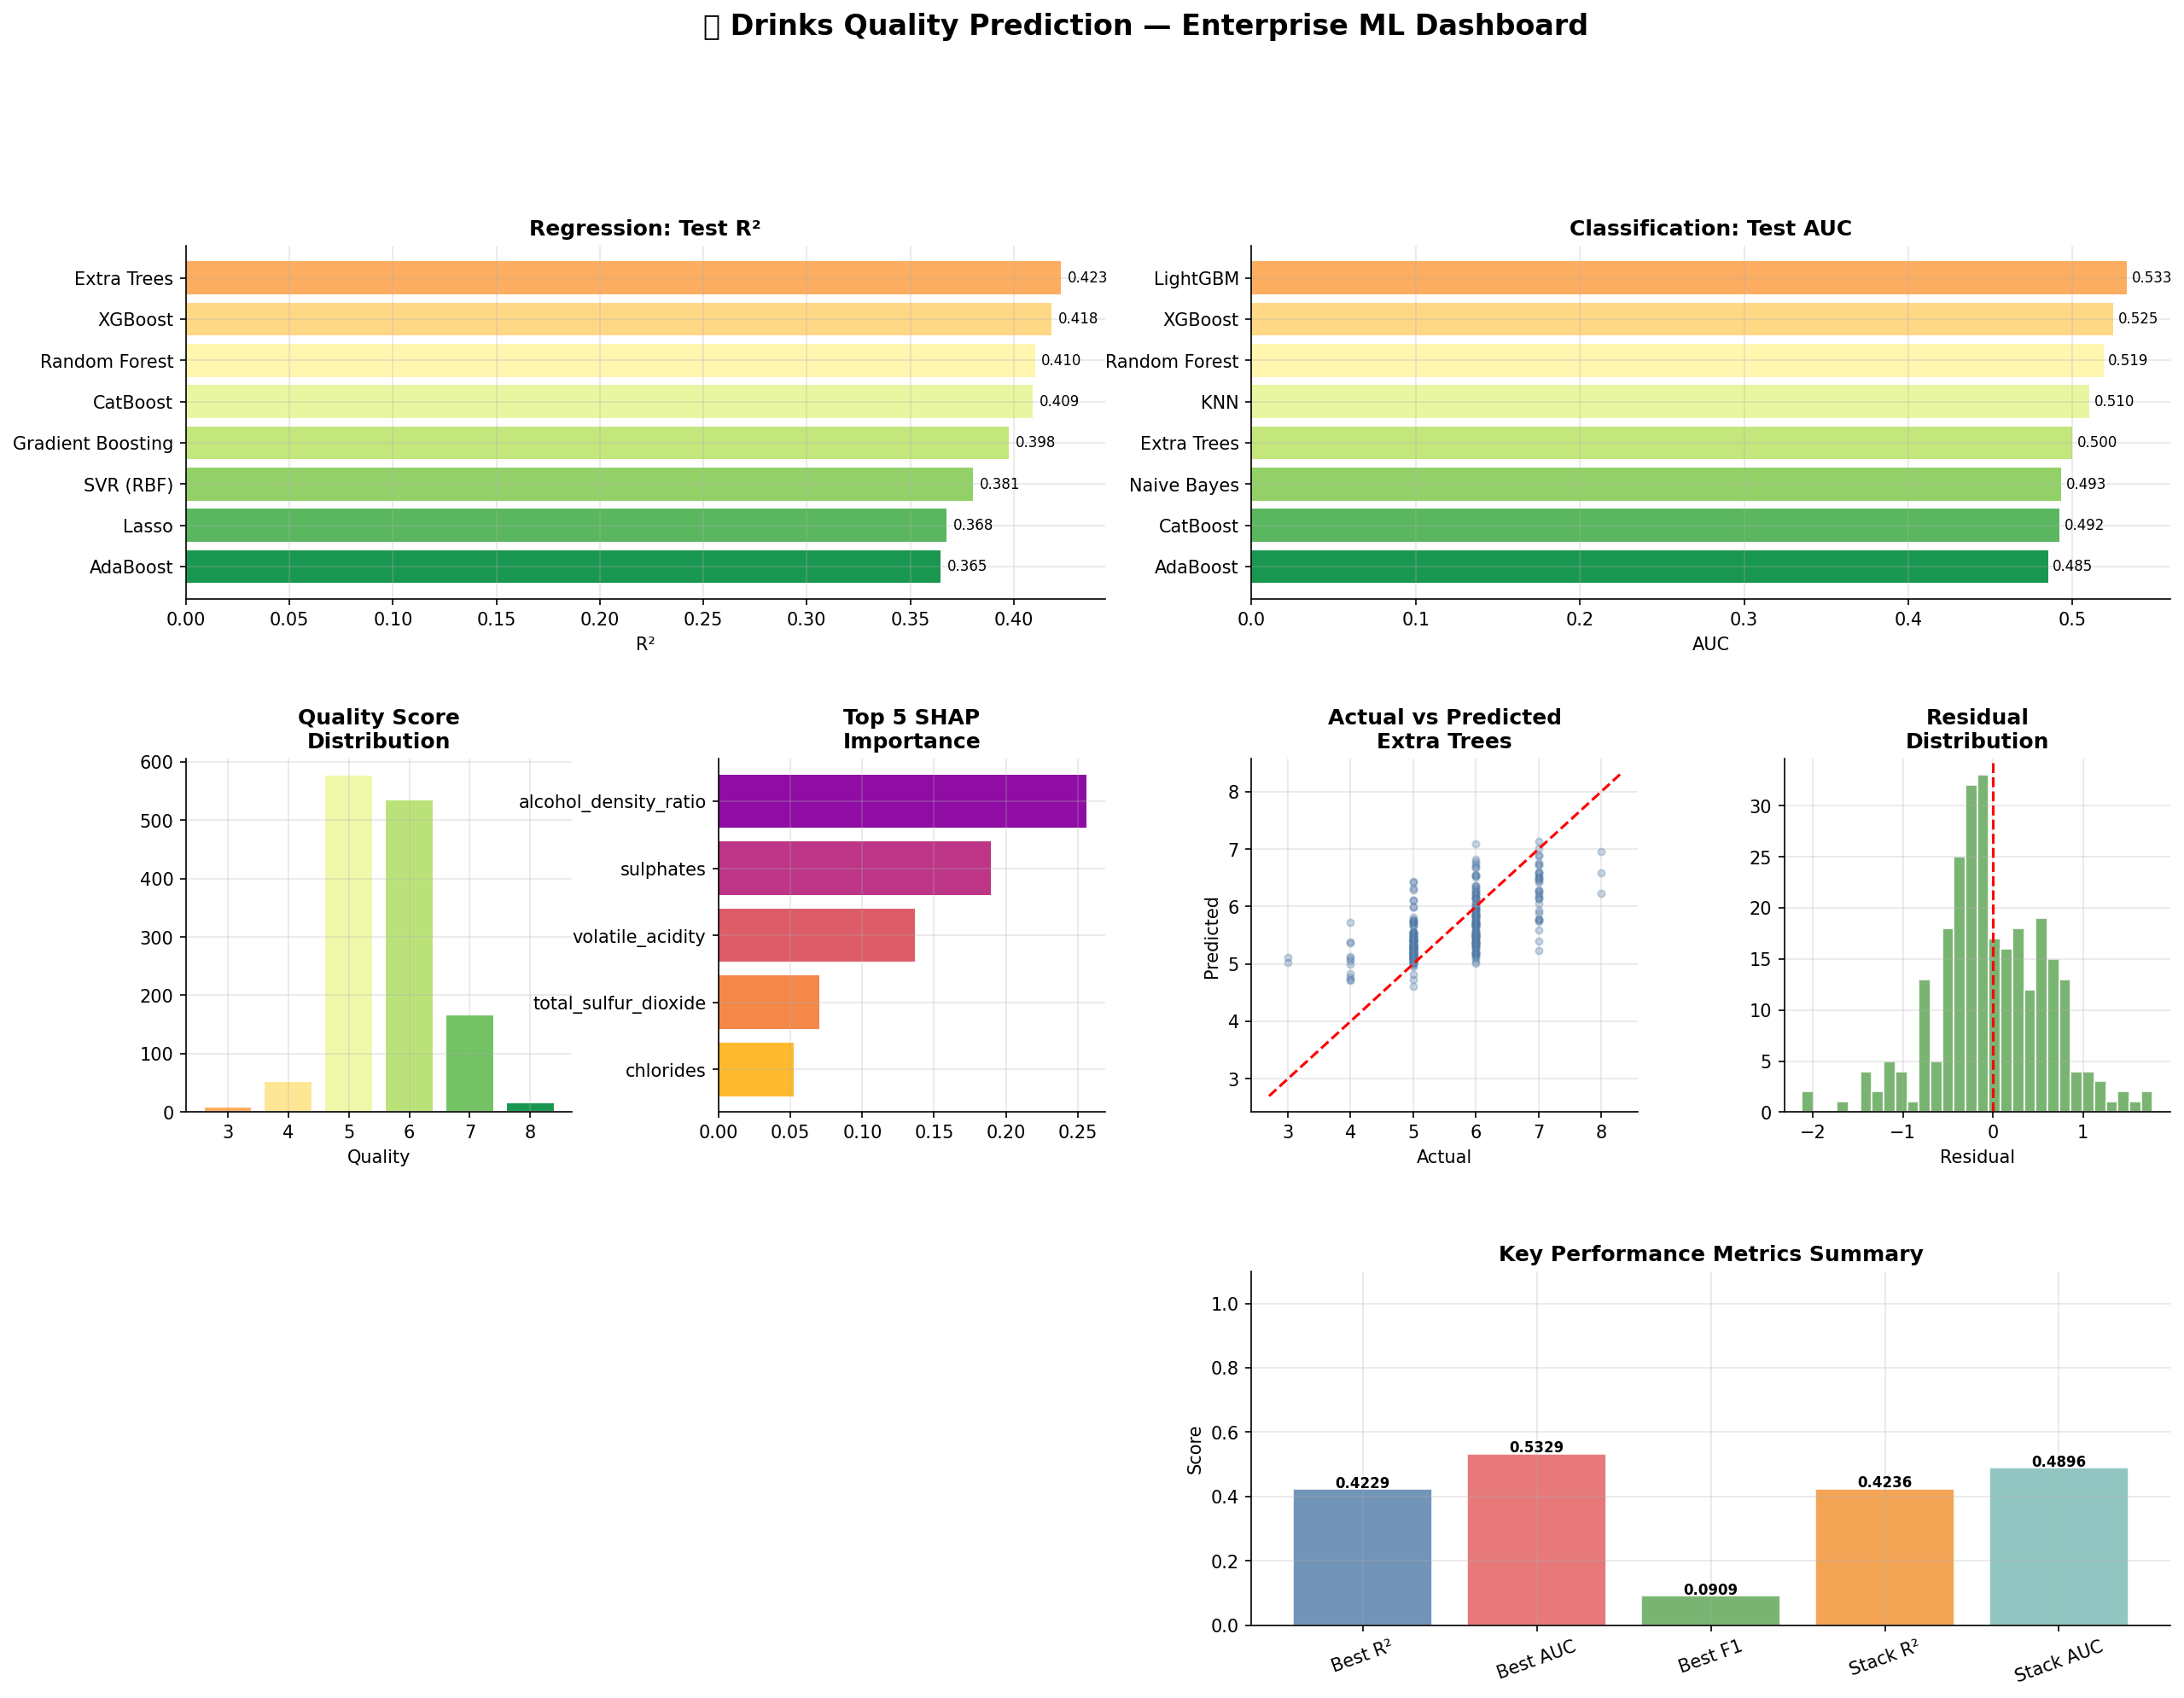 ▯ Drinks Quality Prediction — Enterprise ML Dashboard
Regression: Test R²
Extra Trees
XGBoost
Random Forest
CatBoost
Gradient Boosting
SVR (RBF)
Lasso
AdaBoost
0.423
0.418
0.410
0.409
0.398
0.381
0.368
0.365
0.00 0.05 0.10 0.15 0.20 0.25 0.30 0.35 0.40
R²
Classification: Test AUC
LightGBM
XGBoost
Random Forest
KNN
Extra Trees
Naive Bayes
CatBoost
AdaBoost
0.533
0.525
0.519
0.510
0.500
0.493
0.492
0.485
0.0 0.1 0.2 0.3 0.4 0.5
AUC
Quality Score
Distribution
600
500
400
300
200
100
0
3 4 5 6 7 8
Quality
Top 5 SHAP
Importance
alcohol_density_ratio
sulphates
volatile_acidity
total_sulfur_dioxide
chlorides
0.00 0.05 0.10 0.15 0.20 0.25
Actual vs Predicted
Extra Trees
Predicted
8
7
6
5
4
3
3 4 5 6 7 8
Actual
Residual
Distribution
30
25
20
15
10
5
0
−2 −1 0 1
Residual
Key Performance Metrics Summary
Score
1.0
0.8
0.6
0.4
0.2
0.0
0.4229
0.5329
0.0909
0.4236
0.4896
Best R² Best AUC Best F1 Stack R² Stack AUC